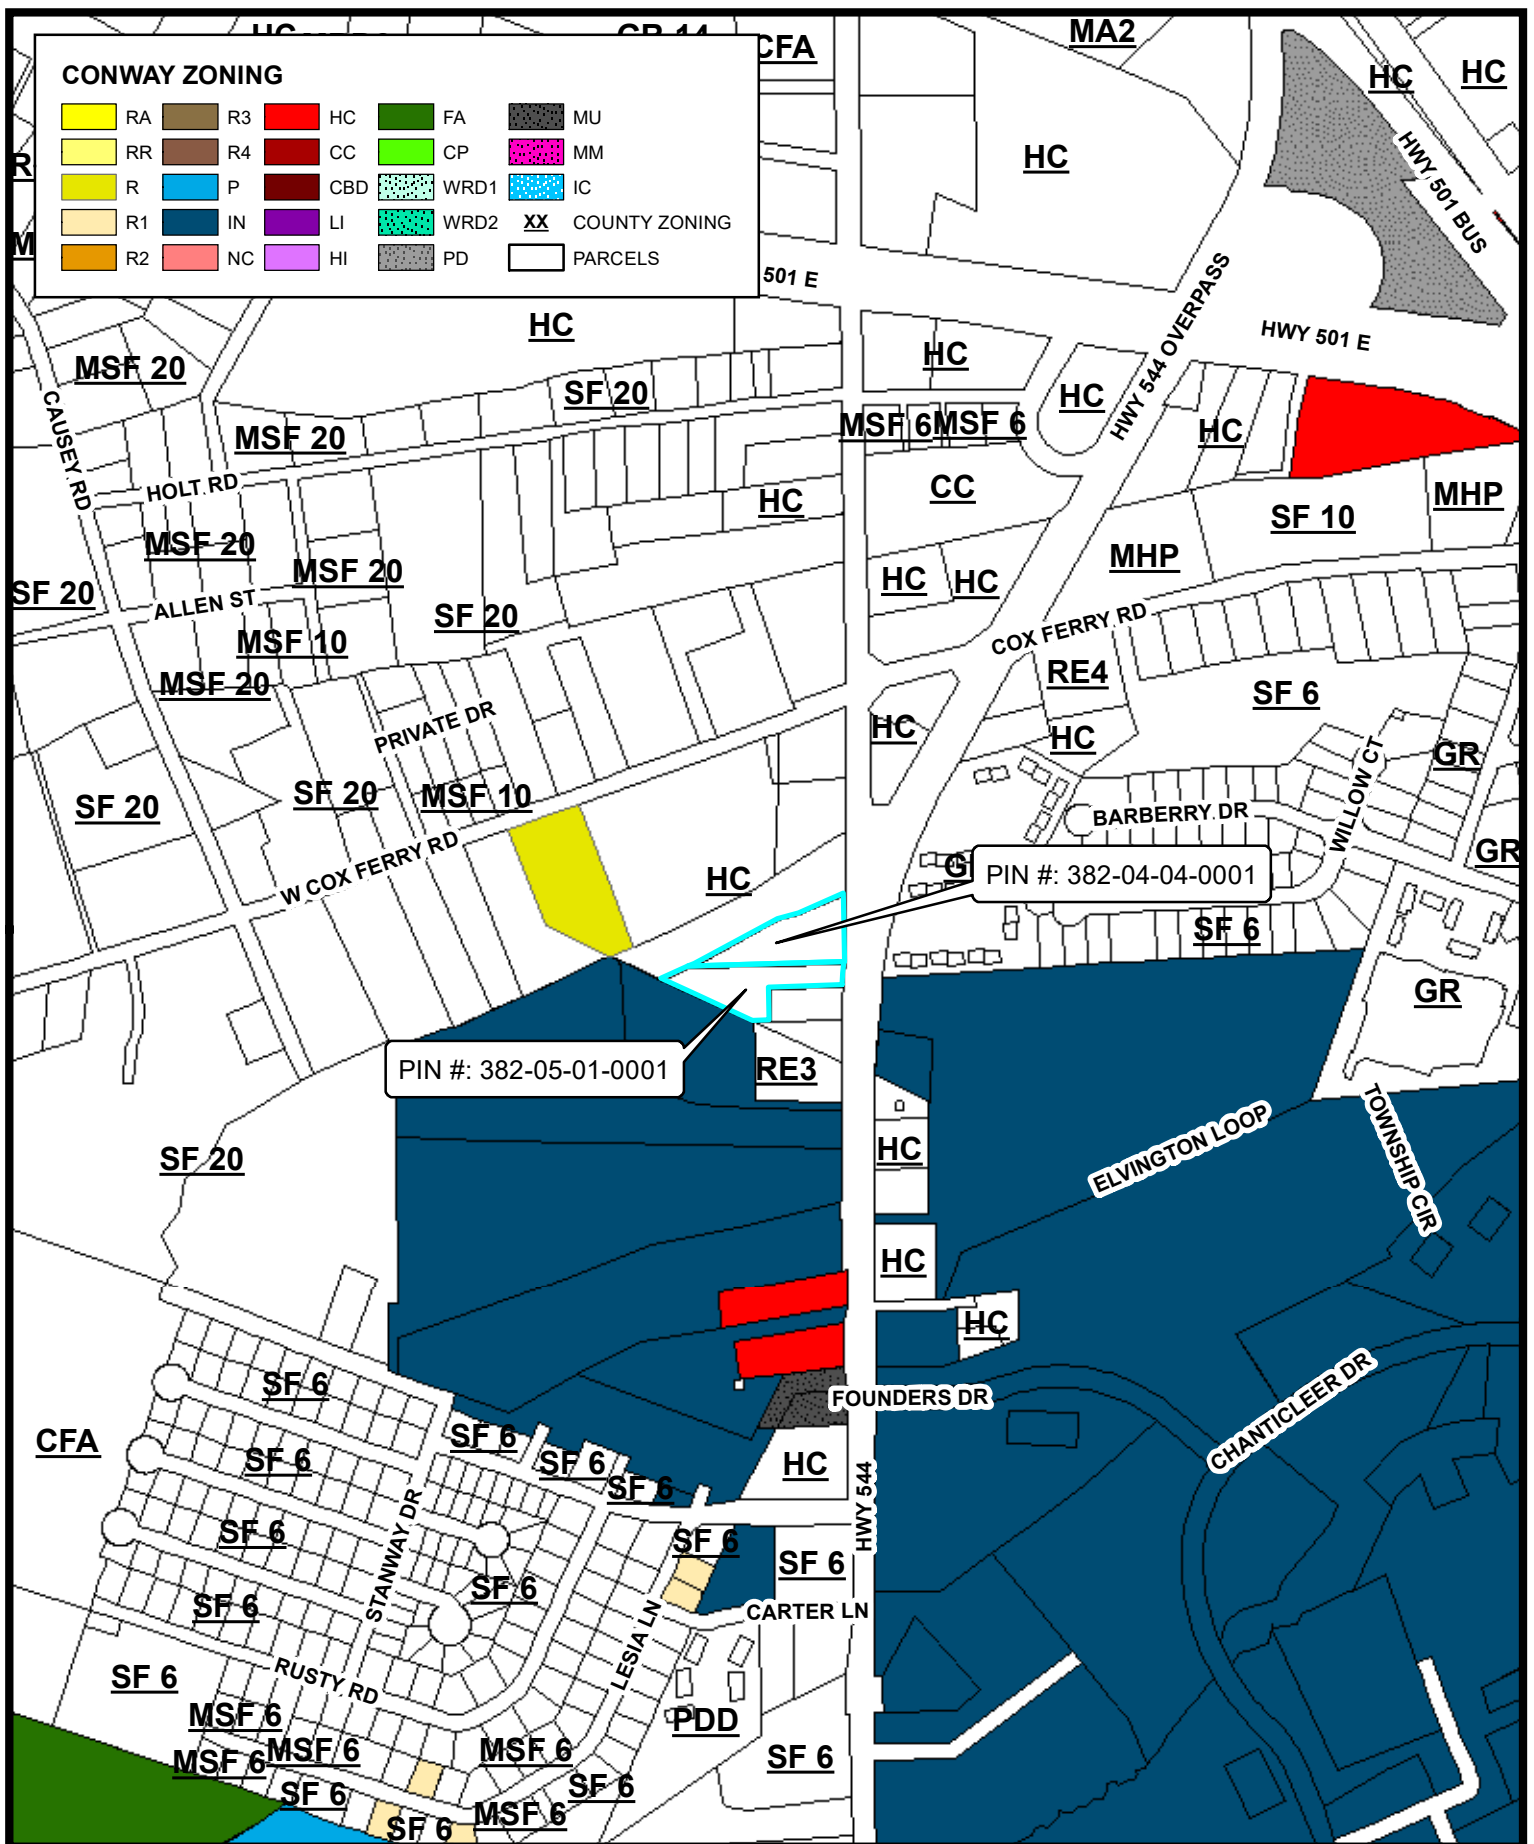 CFA
MA2
HC
HC
CONWAY ZONING
RA
R3
HC
FA
MU
RR
R4
CC
CP
MM
R
P
CBD
WRD1
IC
R1
IN
LI
WRD2
XX
COUNTY ZONING
R2
NC
HI
PD
PARCELS
HC
HWY 501 BUS
501 E
HWY 544 OVERPASS
HWY 501 E
HC
HC
MSF 20
SF 20
HC
CAUSEY RD
MSF 20
MSF 6
MSF 6
HC
HOLT RD
HC
CC
MHP
SF 10
MSF 20
MHP
MSF 20
SF 20
ALLEN ST
HC
HC
SF 20
MSF 10
COX FERRY RD
MSF 20
RE4
SF 6
PRIVATE DR
HC
HC
GR
SF 20
SF 20
MSF 10
BARBERRY DR
WILLOW CT
GR
W COX FERRY RD
HC
G
PIN #: 382-04-04-0001
SF 6
GR
PIN #: 382-05-01-0001
RE3
SF 20
HC
ELVINGTON LOOP
TOWNSHIP CIR
HC
HC
SF 6
FOUNDERS DR
CHANTICLEER DR
CFA
SF 6
SF 6
SF 6
SF 6
HC
HWY 544
SF 6
STANWAY DR
SF 6
SF 6
SF 6
SF 6
CARTER LN
LESIA LN
RUSTY RD
SF 6
MSF 6
PDD
MSF 6
MSF 6
MSF 6
SF 6
SF 6
SF 6
MSF 6
SF 6